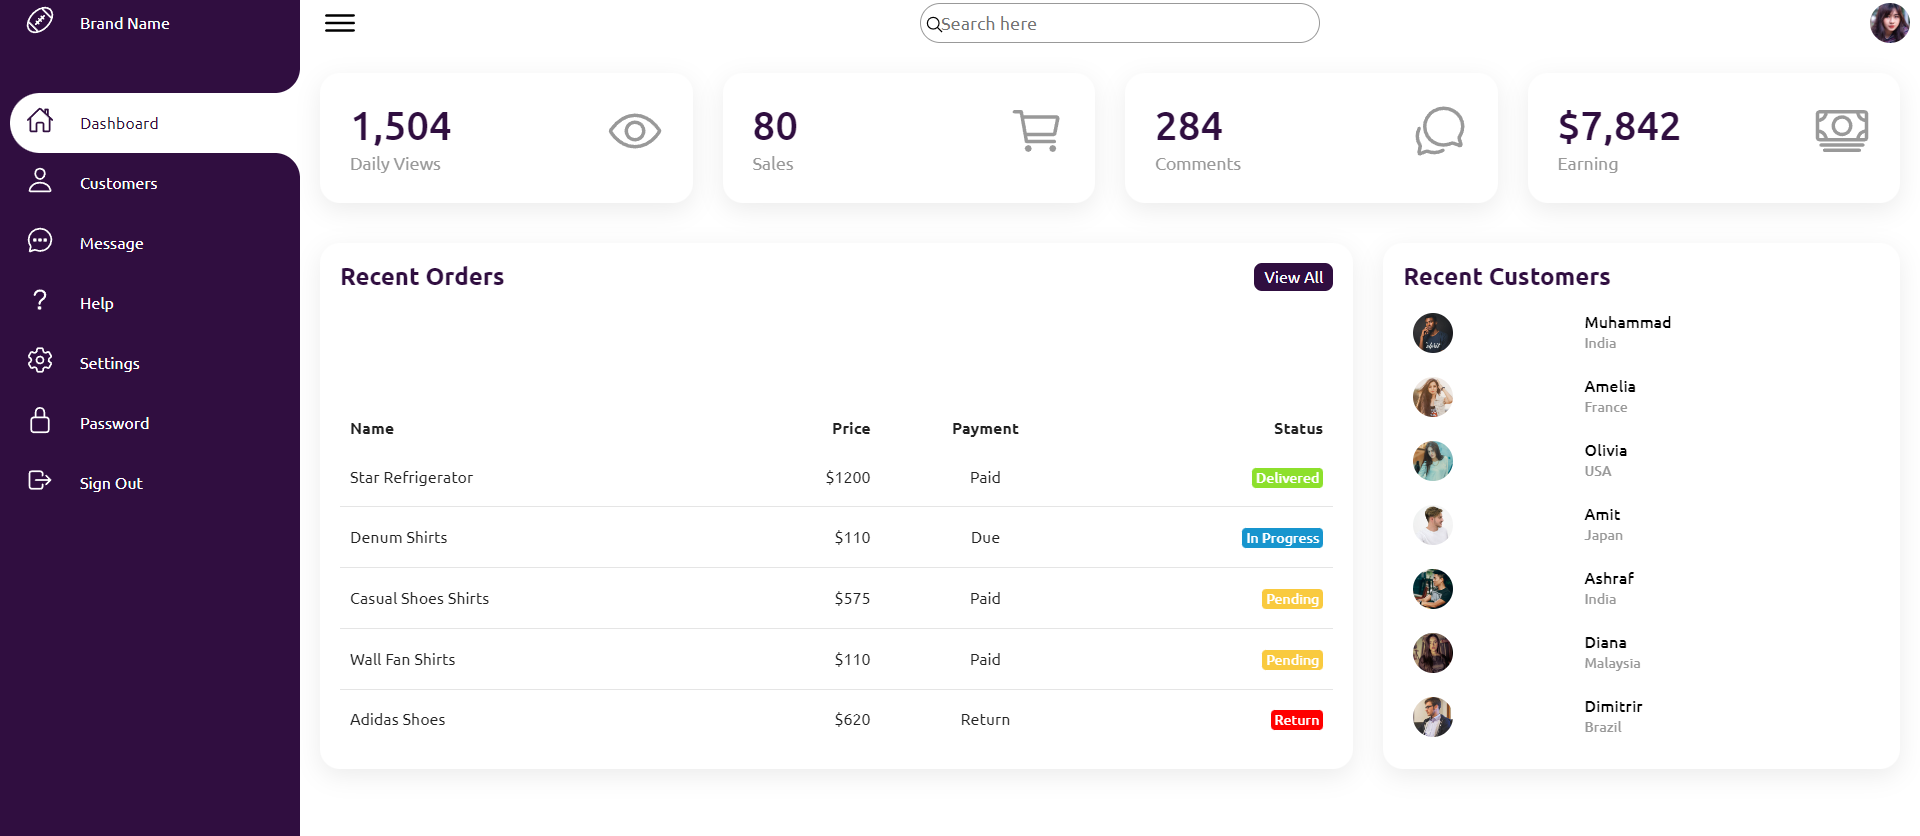 Brand Name
Search here
Dashboard
Customers
Message
Help
Settings
Password
Sign Out
1,504
Daily Views
80
Sales
284
Comments
$7,842
Earning
Recent Orders
View All
Name Price Payment Status
Star Refrigerator $1200 Paid Delivered
Denum Shirts $110 Due In Progress
Casual Shoes Shirts $575 Paid Pending
Wall Fan Shirts $110 Paid Pending
Adidas Shoes $620 Return Return
Recent Customers
Muhammad
India
Amelia
France
Olivia
USA
Amit
Japan
Ashraf
India
Diana
Malaysia
Dimitrir
Brazil